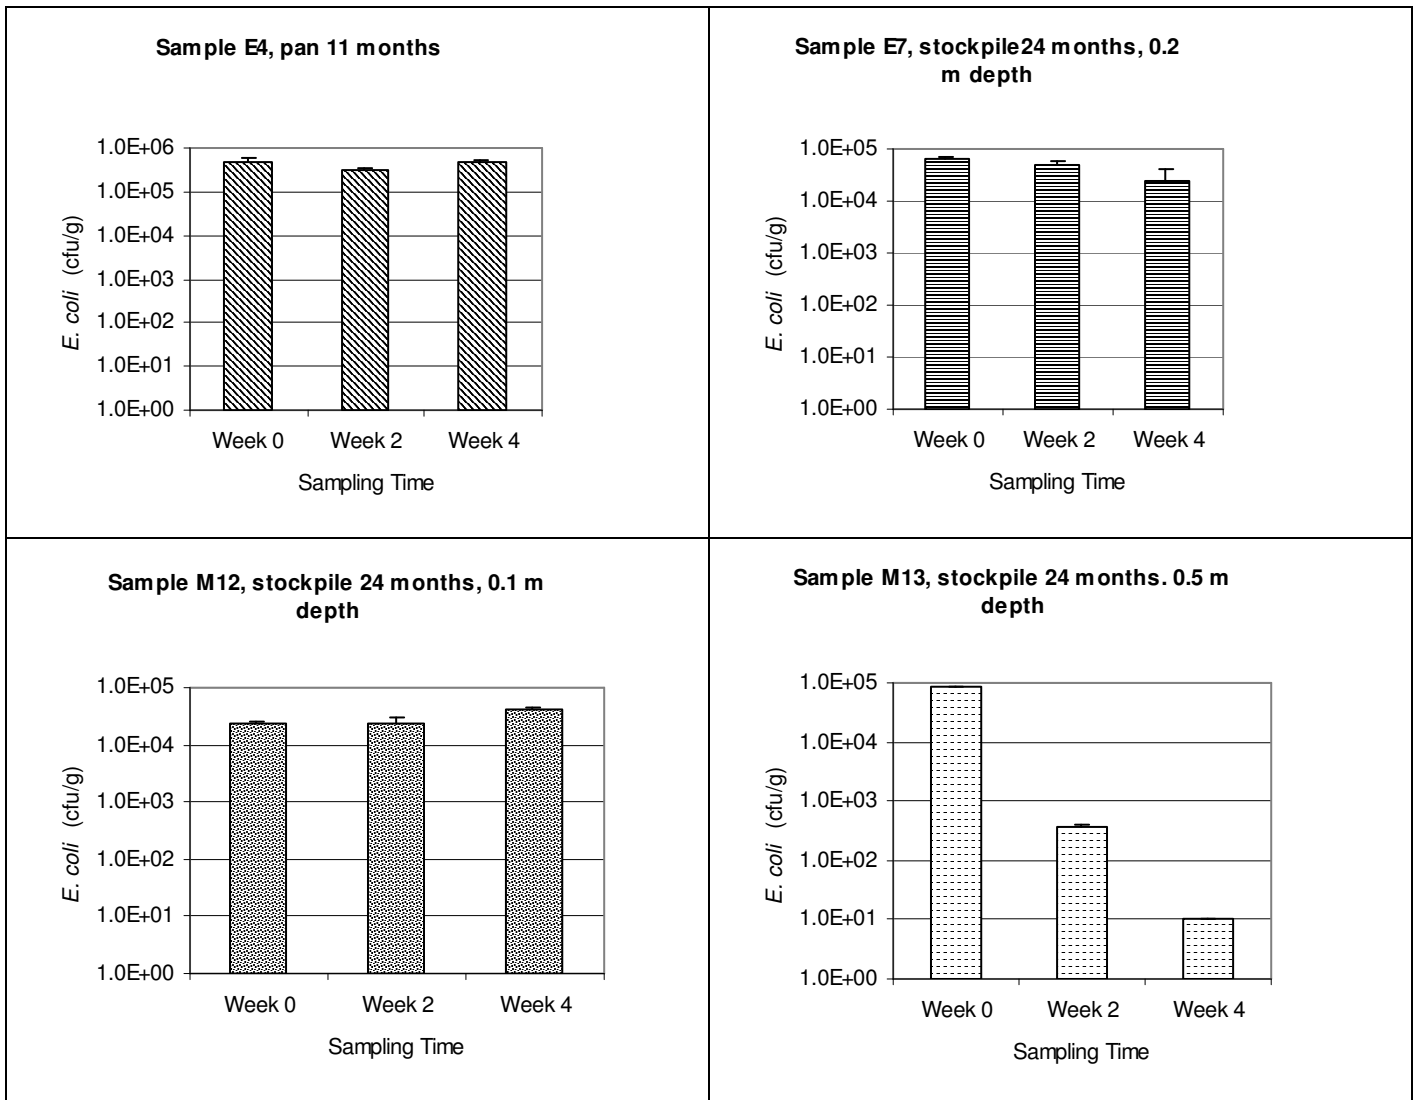 Sample E4, pan 11 months
1.0E+06
1.0E+05
1.0E+04
1.0E+03
1.0E+02
1.0E+01
1.0E+00
E. coli (cfu/g)
Week 0 Week 2 Week 4
Sampling Time
Sample E7, stockpile24 months, 0.2
m depth
1.0E+05
1.0E+04
1.0E+03
1.0E+02
1.0E+01
1.0E+00
E. coli (cfu/g)
Week 0 Week 2 Week 4
Sampling Time
Sample M12, stockpile 24 months, 0.1 m
depth
1.0E+05
1.0E+04
1.0E+03
1.0E+02
1.0E+01
1.0E+00
E. coli (cfu/g)
Week 0 Week 2 Week 4
Sampling Time
Sample M13, stockpile 24 months. 0.5 m
depth
1.0E+05
1.0E+04
1.0E+03
1.0E+02
1.0E+01
1.0E+00
E. coli (cfu/g)
Week 0 Week 2 Week 4
Sampling Time